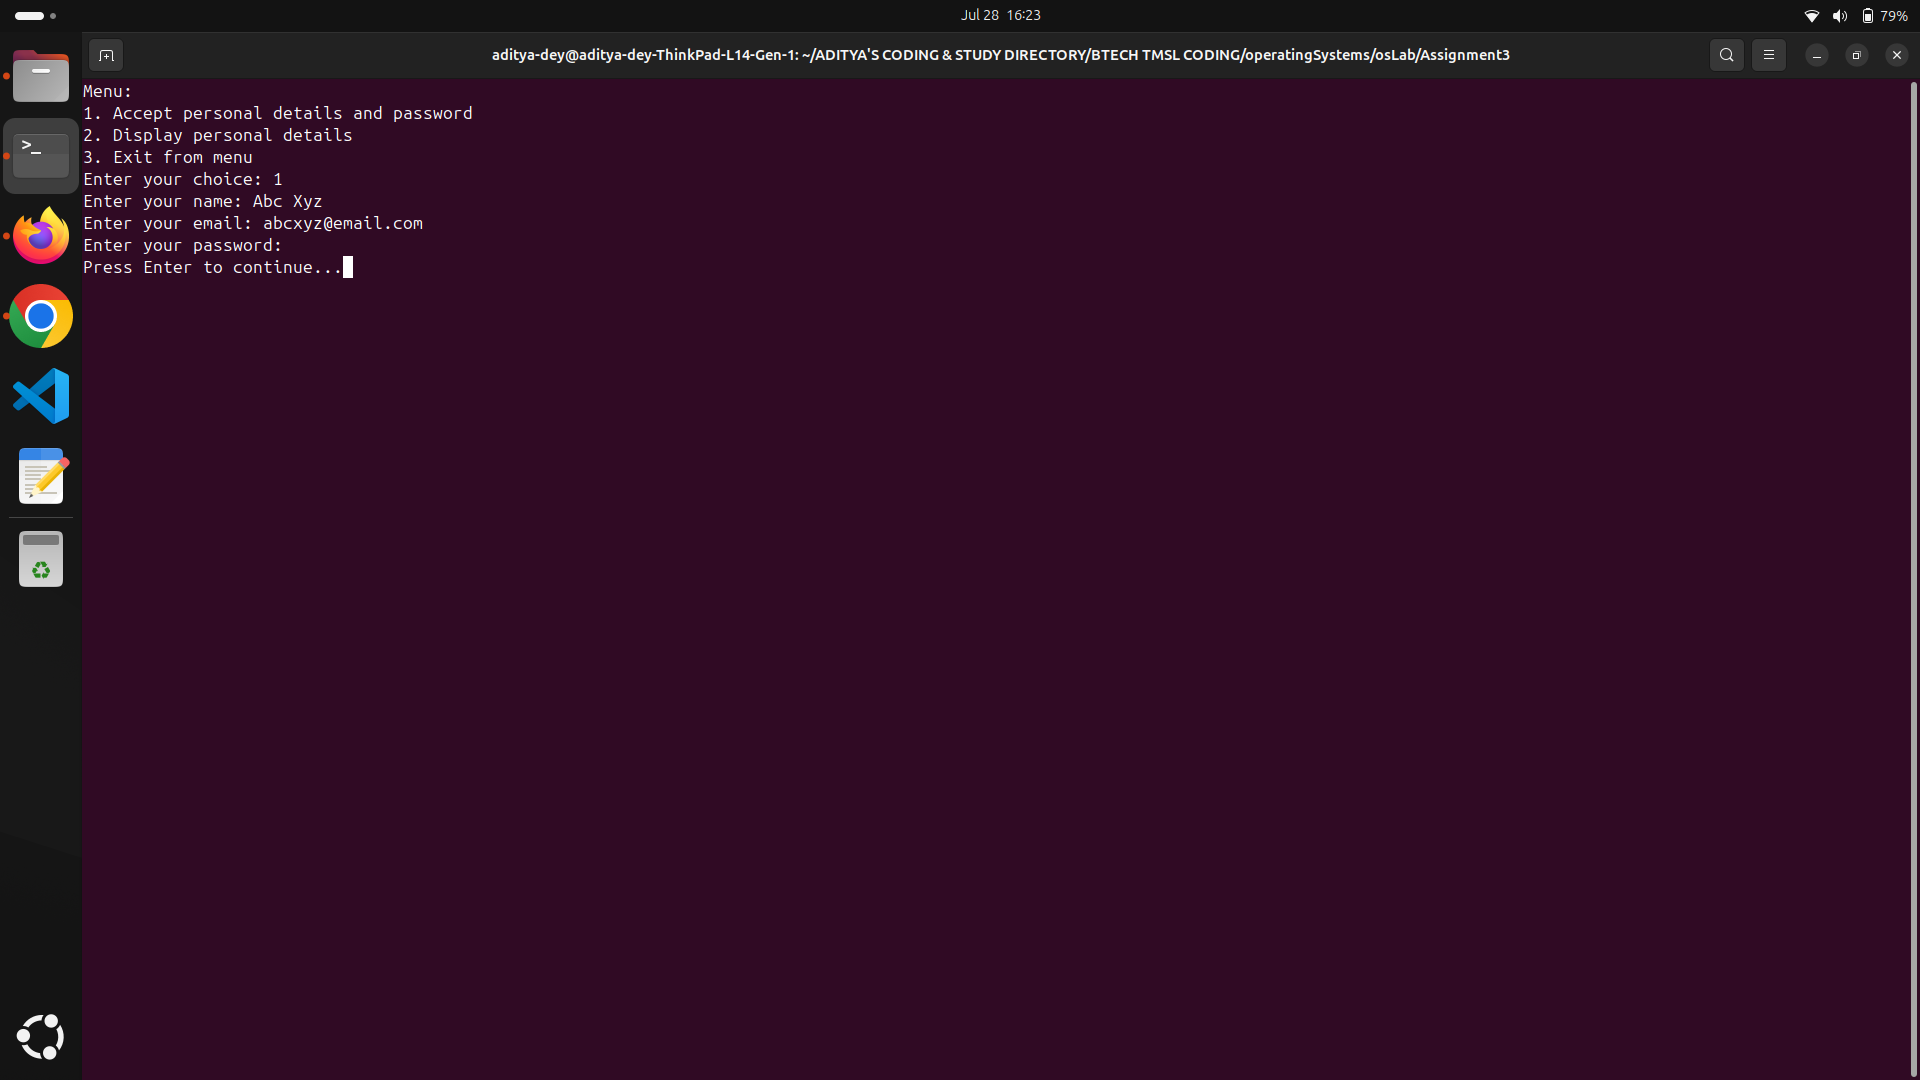 Jul 28 16:23
79%
aditya-dey@aditya-dey-ThinkPad-L14-Gen-1: ~/ADITYA'S CODING & STUDY DIRECTORY/BTECH TMSL CODING/operatingSystems/osLab/Assignment3
Menu:
1. Accept personal details and password
2. Display personal details
3. Exit from menu
Enter your choice: 1
Enter your name: Abc Xyz
Enter your email: abcxyz@email.com
Enter your password:
Press Enter to continue...